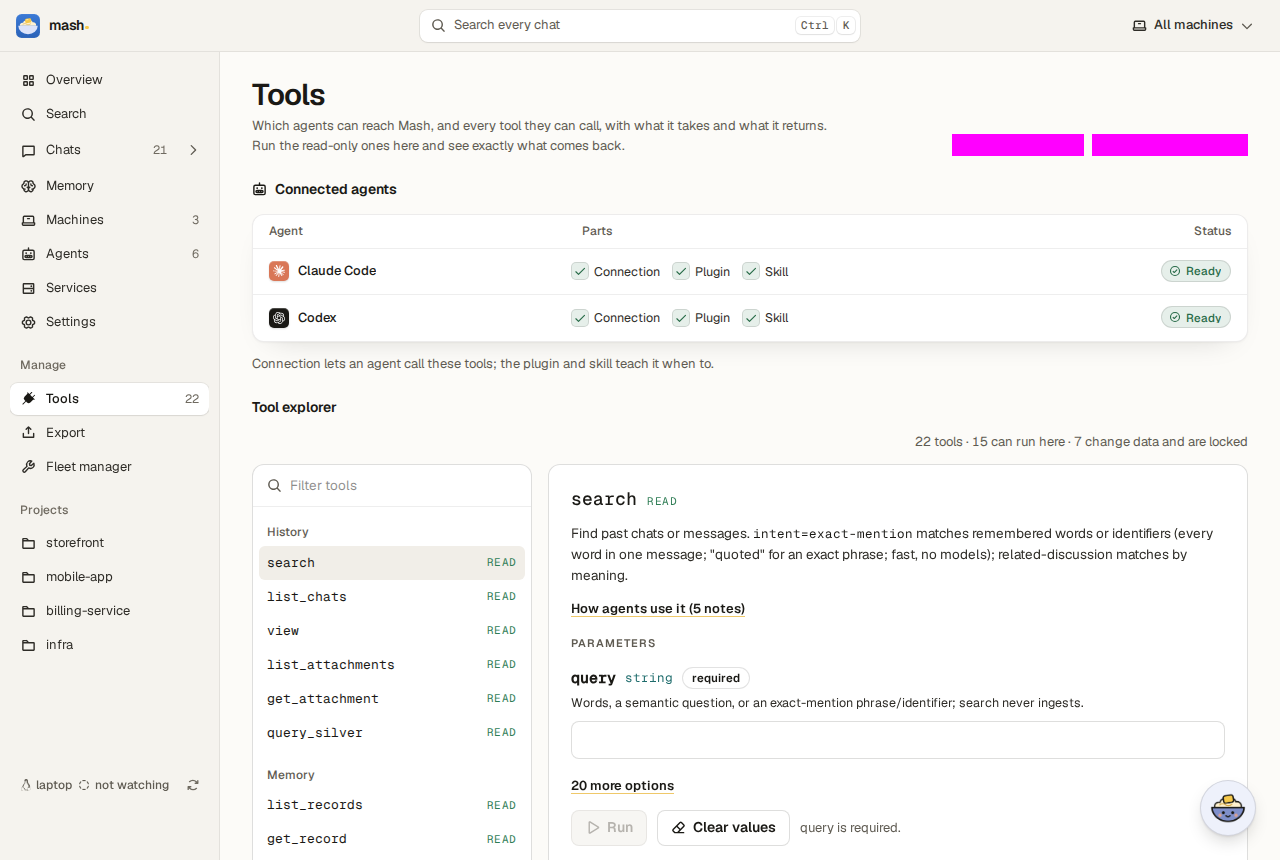 mash.
Search every chat
Ctrl K
All machines
Overview
Search
Chats 21
Memory
Machines 3
Agents 6
Services
Settings
Manage
Tools 22
Export
Fleet manager
Projects
storefront
mobile-app
billing-service
infra
laptop not watching
Tools
Which agents can reach Mash, and every tool they can call, with what it takes and what it returns.
Run the read-only ones here and see exactly what comes back.
Connected agents
Agent Parts Status
Claude Code Connection Plugin Skill Ready
Codex Connection Plugin Skill Ready
Connection lets an agent call these tools; the plugin and skill teach it when to.
Tool explorer
22 tools · 15 can run here · 7 change data and are locked
Filter tools
History
search READ
list_chats READ
view READ
list_attachments READ
get_attachment READ
query_silver READ
Memory
list_records READ
get_record READ
search READ
Find past chats or messages. intent=exact-mention matches remembered words or identifiers (every
word in one message; "quoted" for an exact phrase; fast, no models); related-discussion matches by
meaning.
How agents use it (5 notes)
PARAMETERS
query string required
Words, a semantic question, or an exact-mention phrase/identifier; search never ingests.
20 more options
Run Clear values query is required.